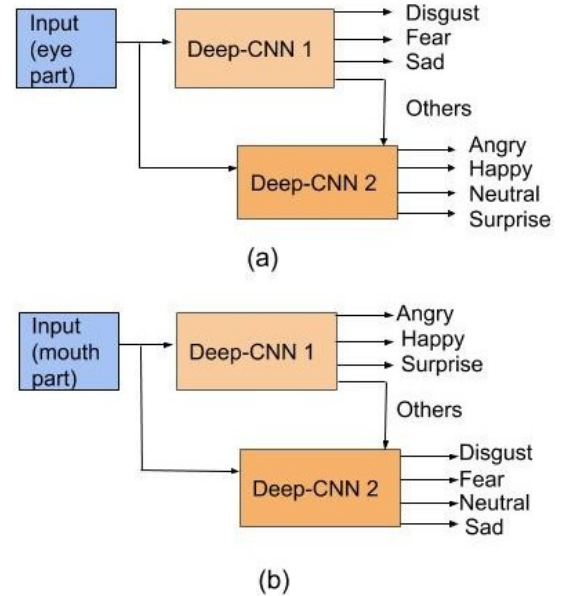 Input
(eye
part)
Deep-CNN 1
Disgust
Fear
Sad
Others
Deep-CNN 2
Angry
Happy
Neutral
Surprise
(a)
Input
(mouth
part)
Deep-CNN 1
Angry
Happy
Surprise
Others
Deep-CNN 2
Disgust
Fear
Neutral
Sad
(b)